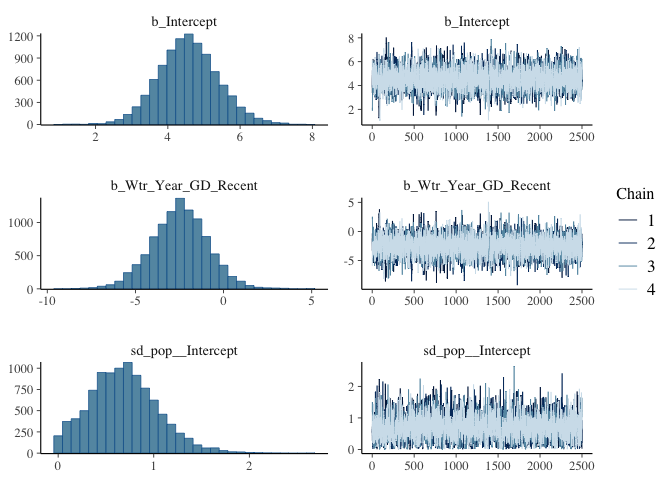 b_Intercept
1200
900
600
300
0
2
4
6
8
b_Intercept
8
6
4
2
0 500 1000 1500 2000 2500
b_Wtr_Year_GD_Recent
1000
500
0
-10 -5 0 5
b_Wtr_Year_GD_Recent
5
0
-5
0 500 1000 1500 2000 2500
sd_pop__Intercept
1000
750
500
250
0
0 1 2
sd_pop__Intercept
2
1
0
0 500 1000 1500 2000 2500
Chain
1
2
3
4